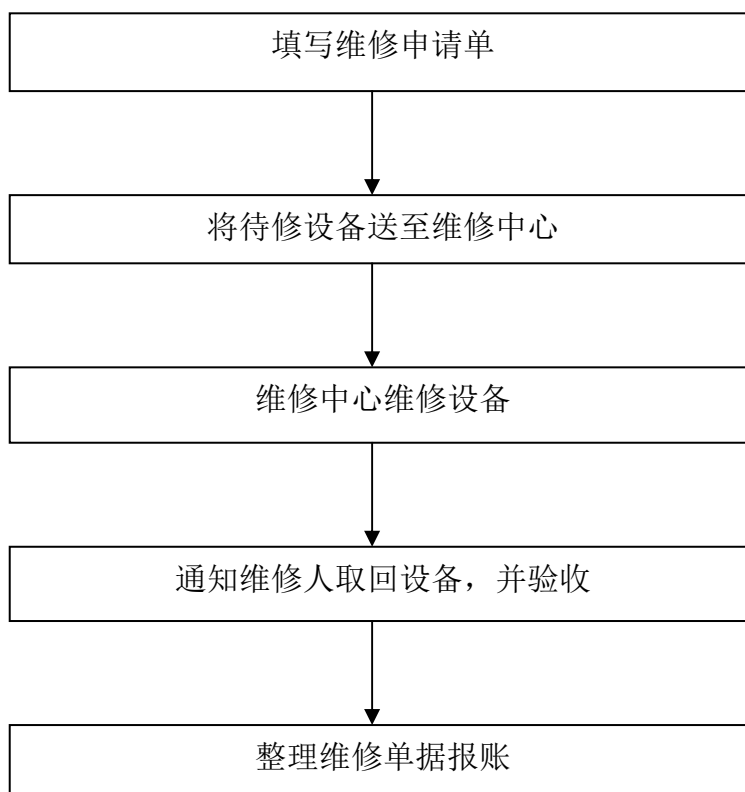 填写维修申请单
将待修设备送至维修中心
维修中心维修设备
通知维修人取回设备，并验收
整理维修单据报账